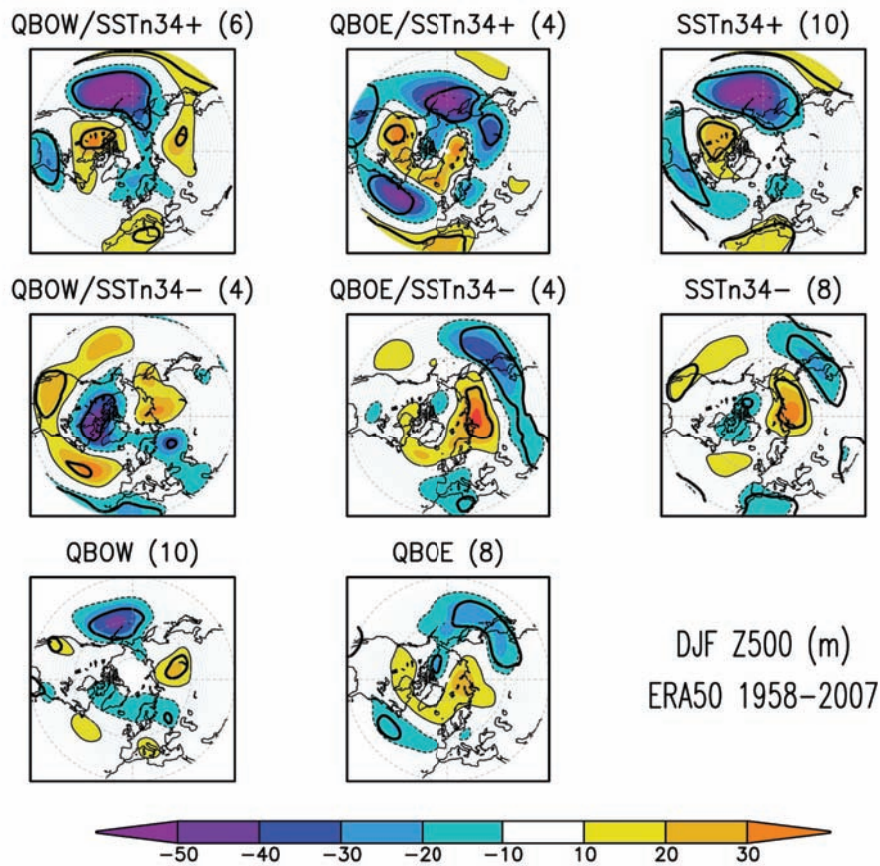 QBOW/SSTn34+ (6)
QBOE/SSTn34+ (4)
SSTn34+ (10)
QBOW/SSTn34- (4)
QBOE/SSTn34- (4)
SSTn34- (8)
QBOW (10)
QBOE (8)
DJF Z500 (m)
ERA50 1958-2007
-50 -40 -30 -20 -10 10 20 30